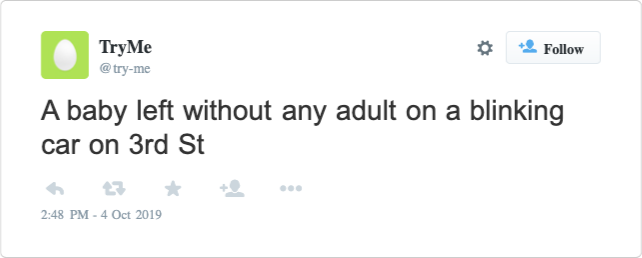 TryMe
@try-me
Follow
A baby left without any adult on a blinking
car on 3rd St
2:48 PM - 4 Oct 2019